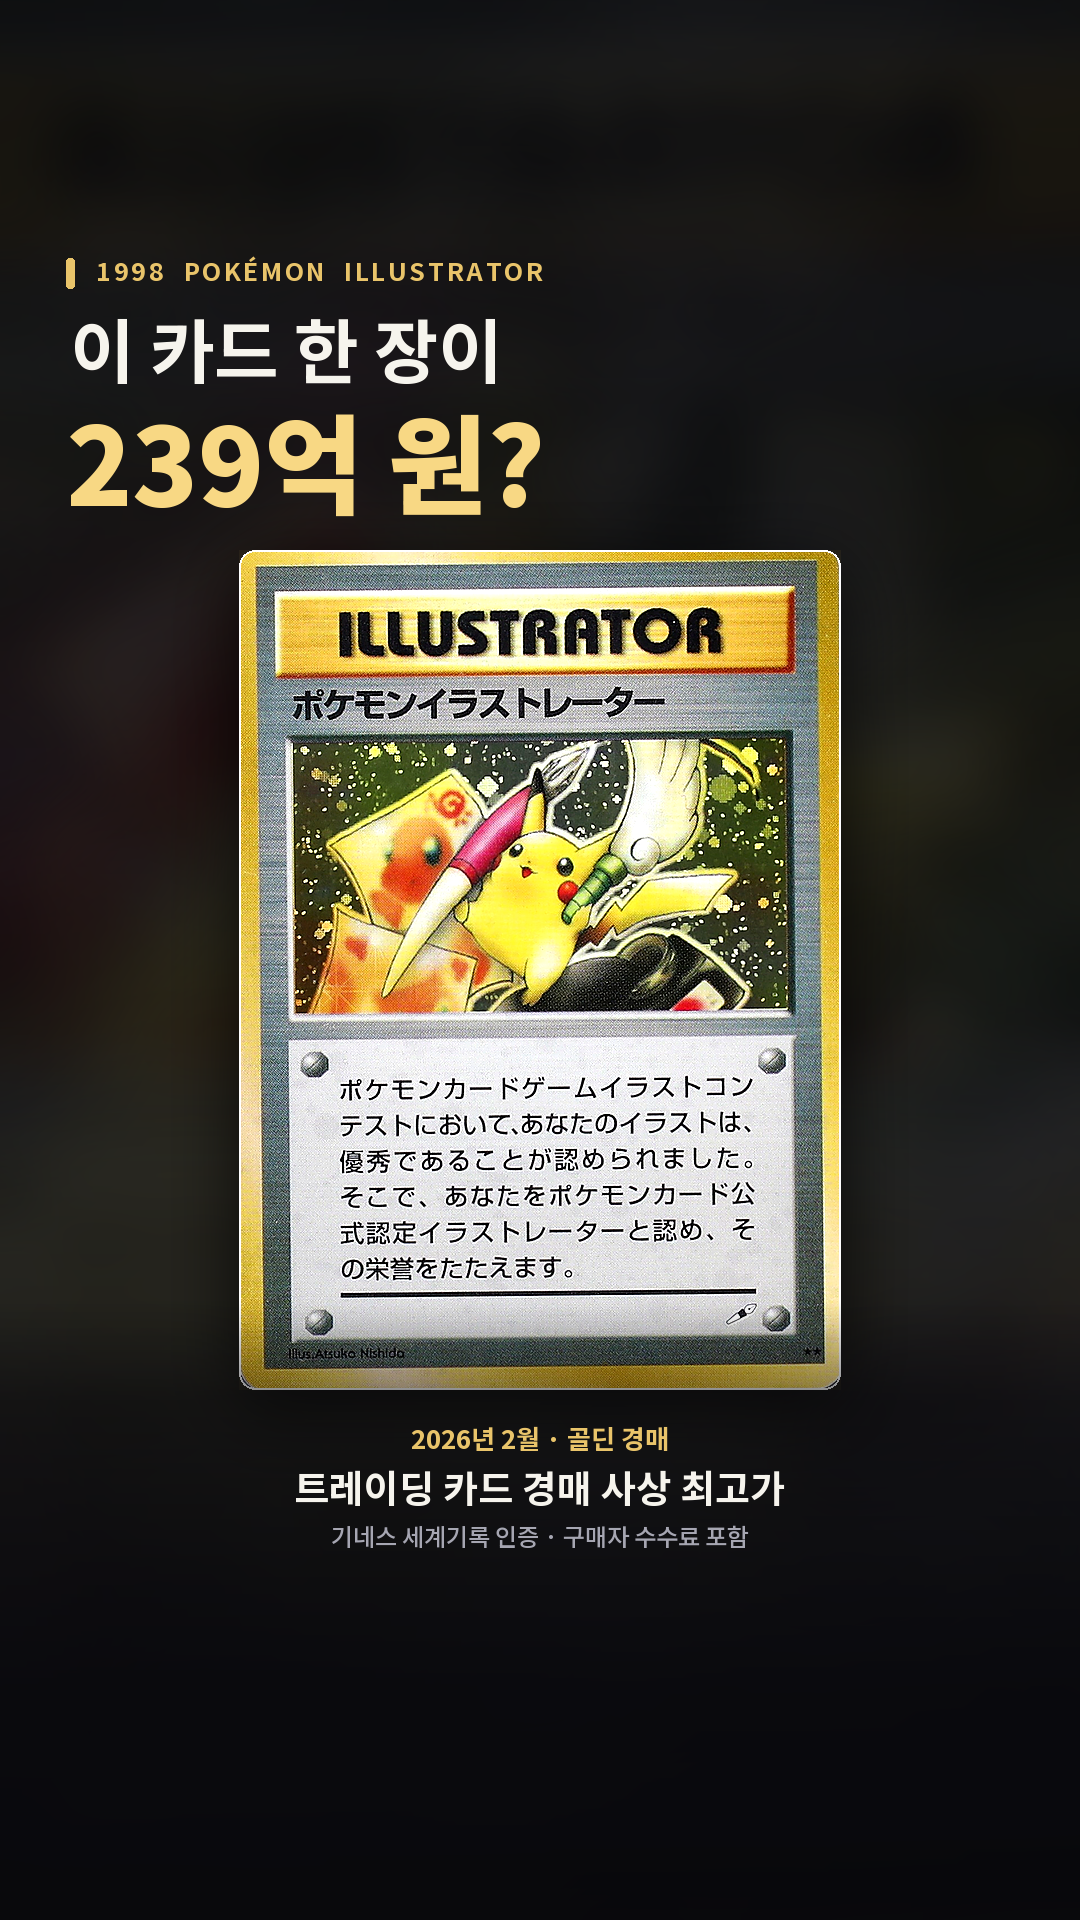 1998 POKÉMON ILLUSTRATOR
이 카드 한 장이
239억 원?
ILLUSTRATOR
ポケモンイラストレーター
ポケモンカードゲームイラストコン
テストにおいて、あなたのイラストは、
優秀であることが認められました。
そこで、あなたをポケモンカード公
式認定イラストレーターと認め、そ
の栄誉をたたえます。
Illus.Atsuko Nishida
★★
2026년 2월 · 골딘 경매
트레이딩 카드 경매 사상 최고가
기네스 세계기록 인증 · 구매자 수수료 포함